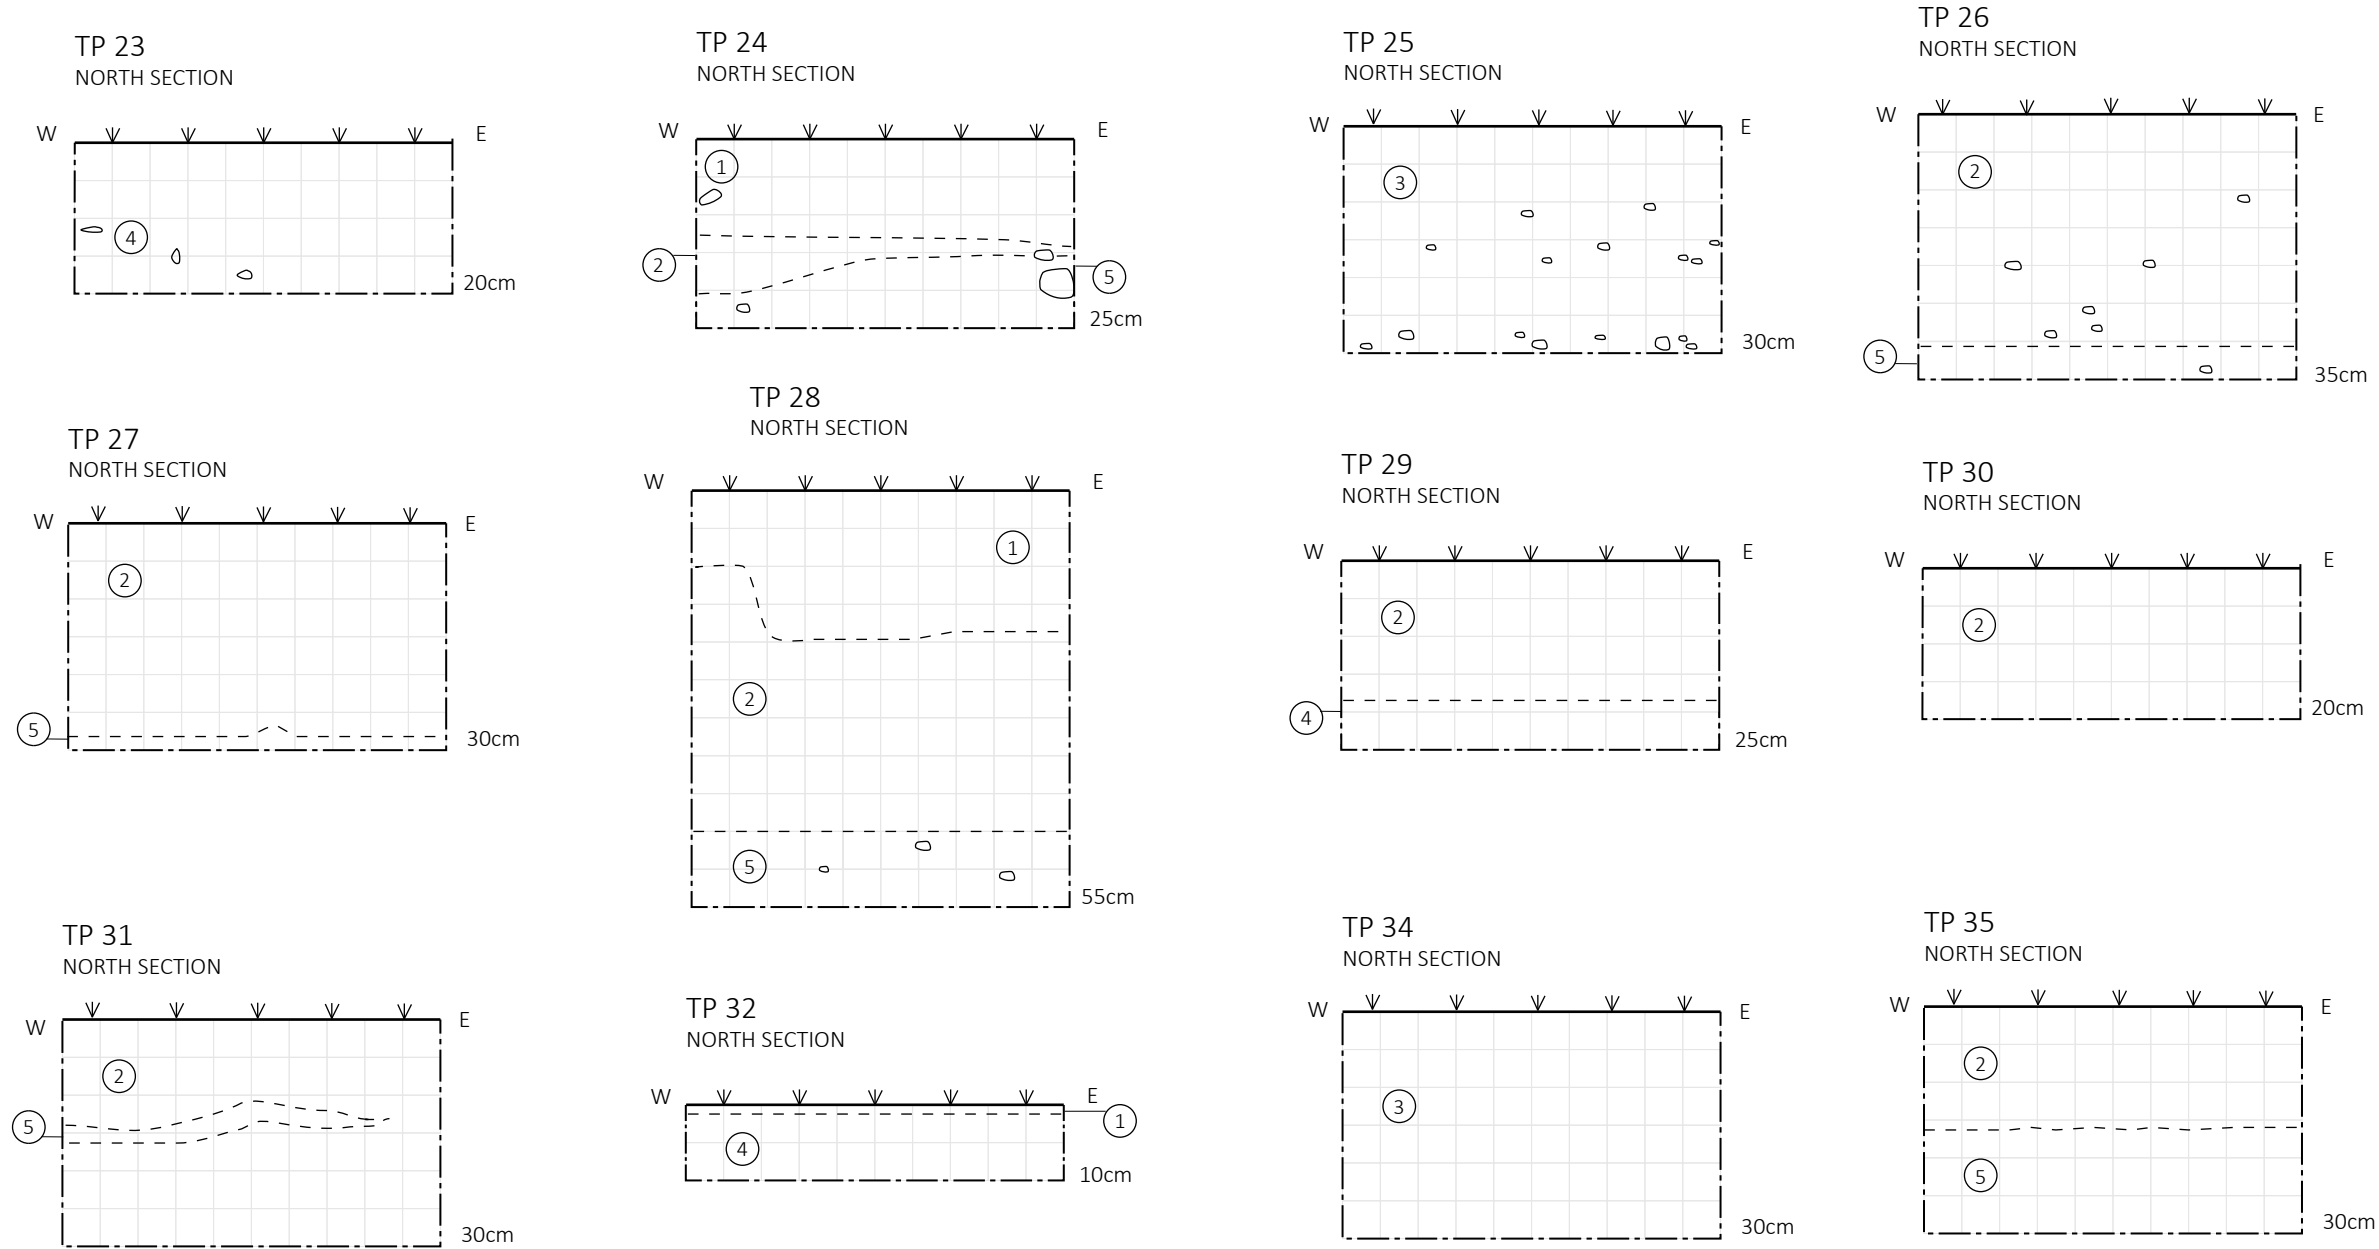 TP 23
NORTH SECTION
W
E
4
20cm
TP 24
NORTH SECTION
W
E
1
2
5
25cm
TP 25
NORTH SECTION
W
E
3
30cm
TP 26
NORTH SECTION
W
E
2
5
35cm
TP 27
NORTH SECTION
W
E
2
5
30cm
TP 28
NORTH SECTION
W
E
1
2
5
55cm
TP 29
NORTH SECTION
W
E
2
4
25cm
TP 30
NORTH SECTION
W
E
2
20cm
TP 31
NORTH SECTION
W
E
2
5
30cm
TP 32
NORTH SECTION
W
E
1
4
10cm
TP 34
NORTH SECTION
W
E
3
30cm
TP 35
NORTH SECTION
W
E
2
5
30cm